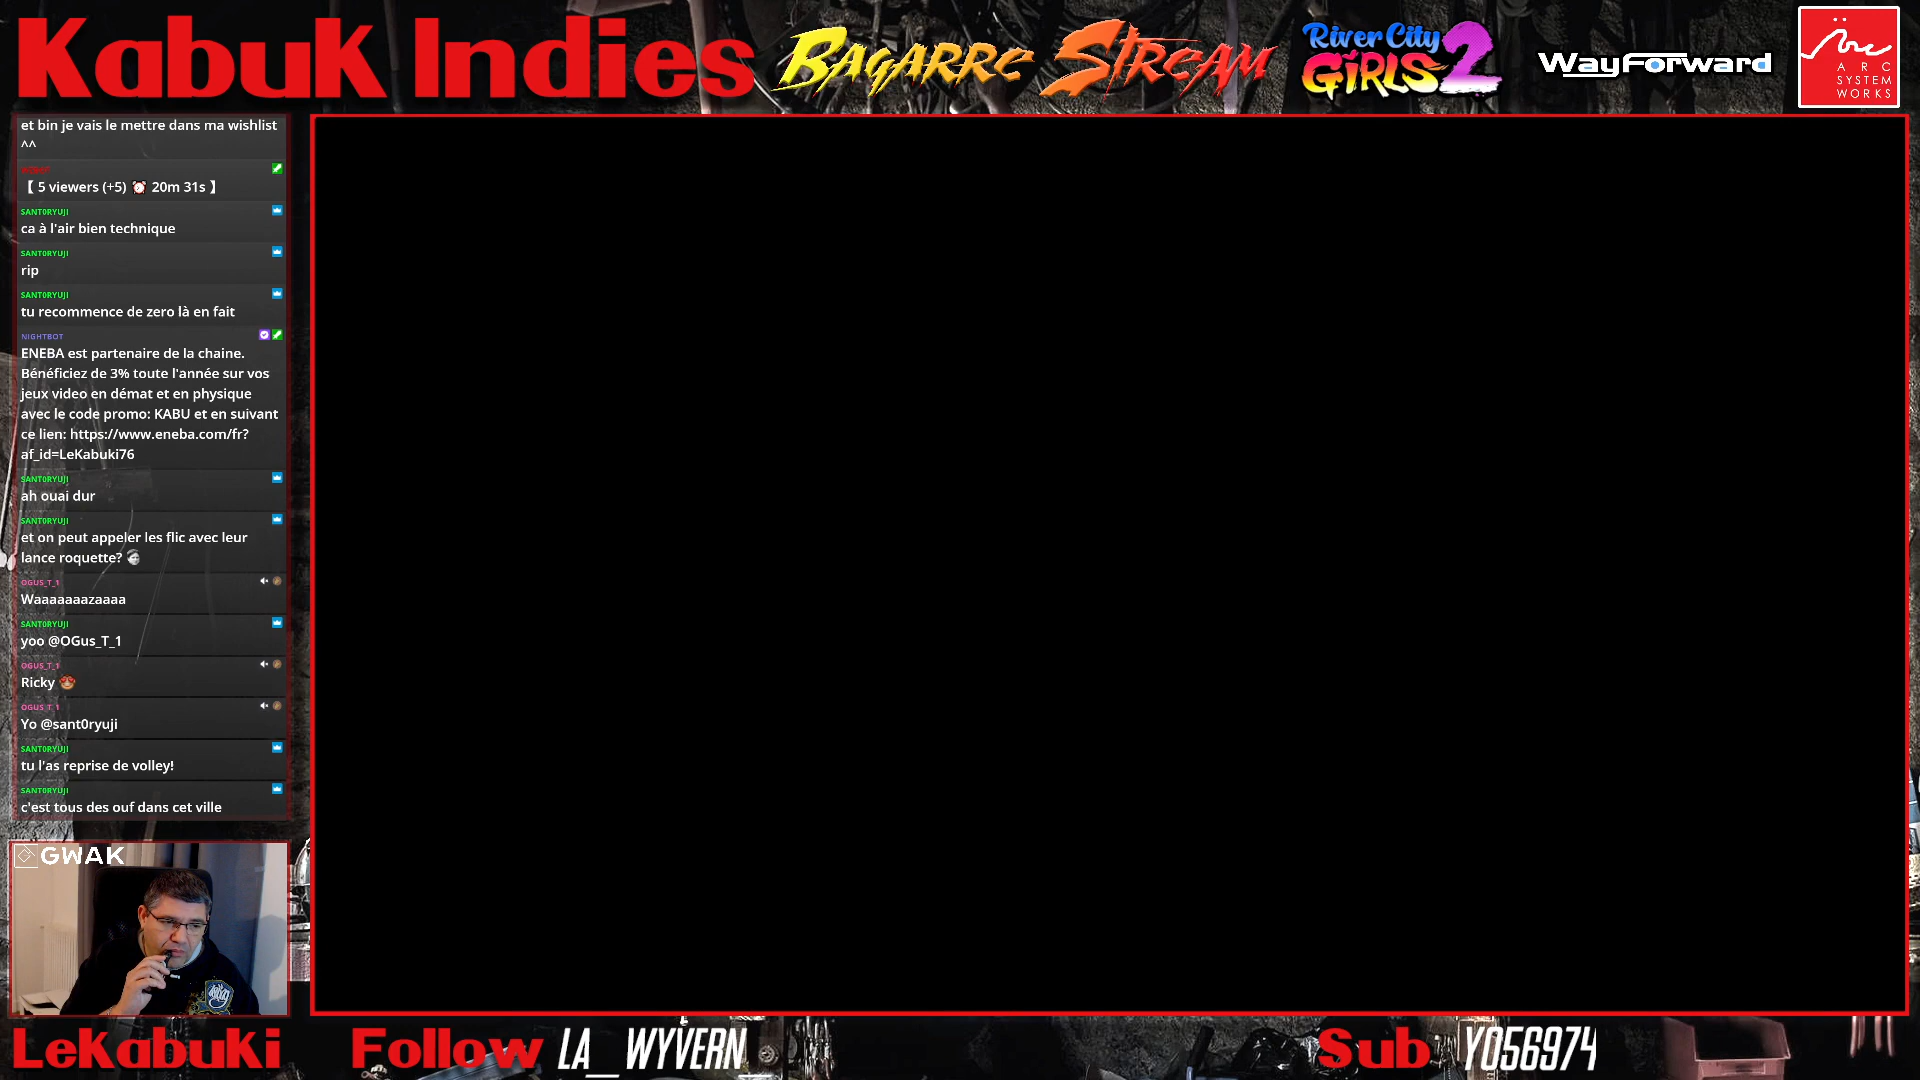 Kabuk Indies
BAGARRE STREAM
River City GiRLS 2
WayForward
ARC
SYSTEM
WORKS
et bin je vais le mettre dans ma wishlist
^^
【 5 viewers (+5) ⏰ 20m 31s 】
SANT0RYUJI
ca à l'air bien technique
SANT0RYUJI
rip
SANT0RYUJI
tu recommence de zero là en fait
NIGHTBOT
ENEBA est partenaire de la chaine.
Bénéficiez de 3% toute l'année sur vos
jeux video en démat et en physique
avec le code promo: KABU et en suivant
ce lien: https://www.eneba.com/fr?
af_id=LeKabuki76
SANT0RYUJI
ah ouai dur
SANT0RYUJI
et on peut appeler les flic avec leur
lance roquette?
OGUS_T_1
Waaaaaaazaaaa
SANT0RYUJI
yoo @OGus_T_1
OGUS_T_1
Ricky
OGUS_T_1
Yo @sant0ryuji
SANT0RYUJI
tu l'as reprise de volley!
SANT0RYUJI
c'est tous des ouf dans cet ville
GWAK
LeKabuki
Follow LA__WYVERN_
Sub YO56974